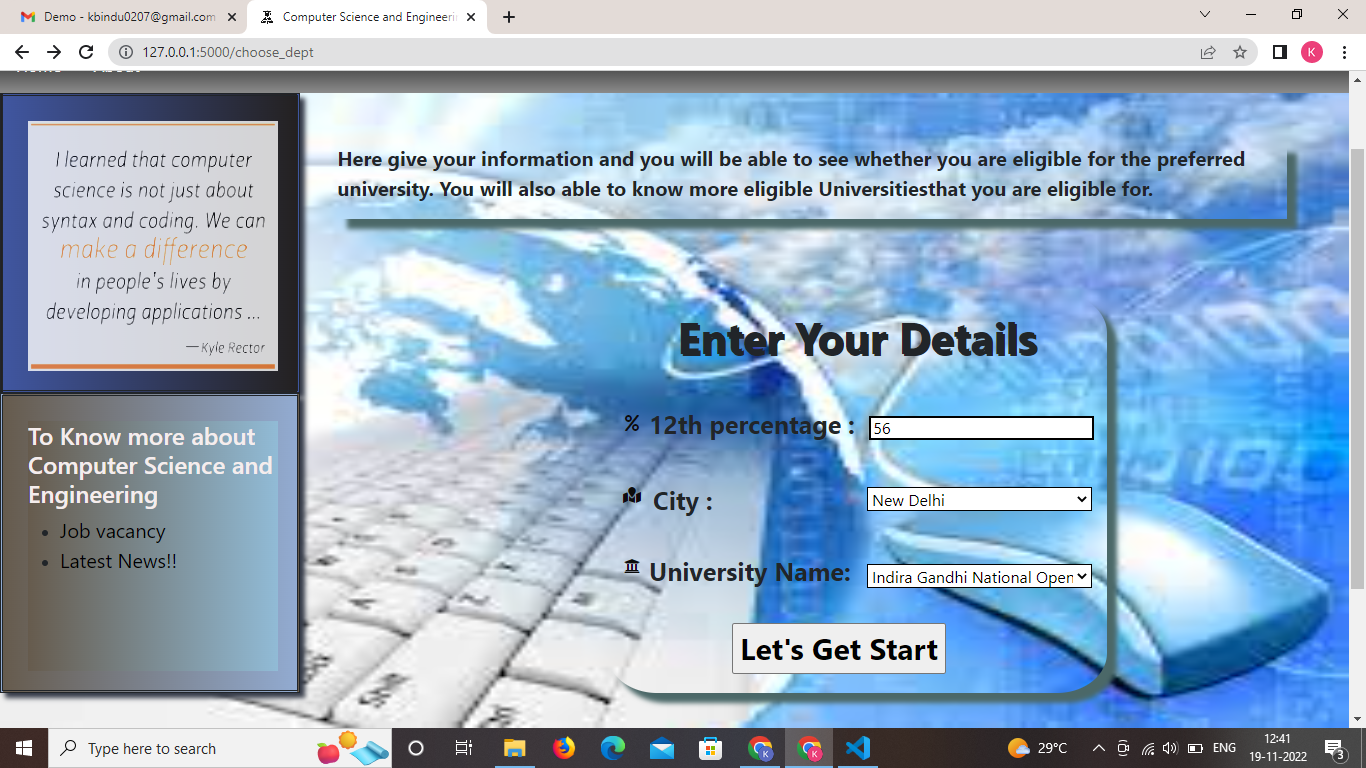 Demo - kbindu0207@gmail.com
Computer Science and Engineerin
127.0.0.1:5000/choose_dept
K
Home About
I learned that computer
science is not just about
syntax and coding. We can
make a difference
in people's lives by
developing applications ...
—Kyle Rector
To Know more about
Computer Science and
Engineering
Job vacancy
Latest News!!
Here give your information and you will be able to see whether you are eligible for the preferred
university. You will also able to know more eligible Universitiesthat you are eligible for.
Enter Your Details
% 12th percentage : 56
City : New Delhi
University Name: Indira Gandhi National Open
Let's Get Start
Type here to search
29°C
ENG
12:41
19-11-2022
3